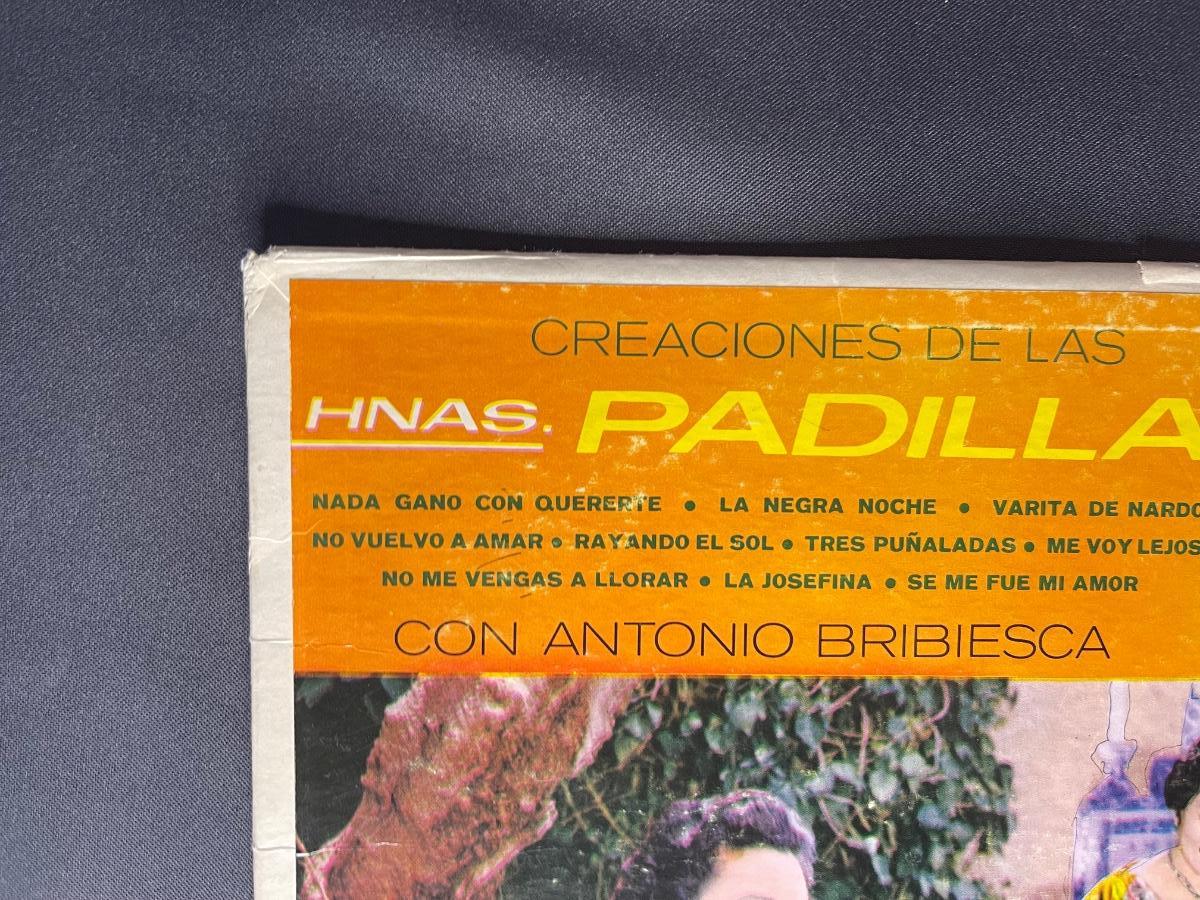 CREACIONES DE LAS
HNAS. PADILLA
NADA GANO CON QUERERTE • LA NEGRA NOCHE • VARITA DE NARDO
NO VUELVO A AMAR • RAYANDO EL SOL • TRES PUÑALADAS • ME VOY LEJOS
NO ME VENGAS A LLORAR • LA JOSEFINA • SE ME FUE MI AMOR
CON ANTONIO BRIBIESCA